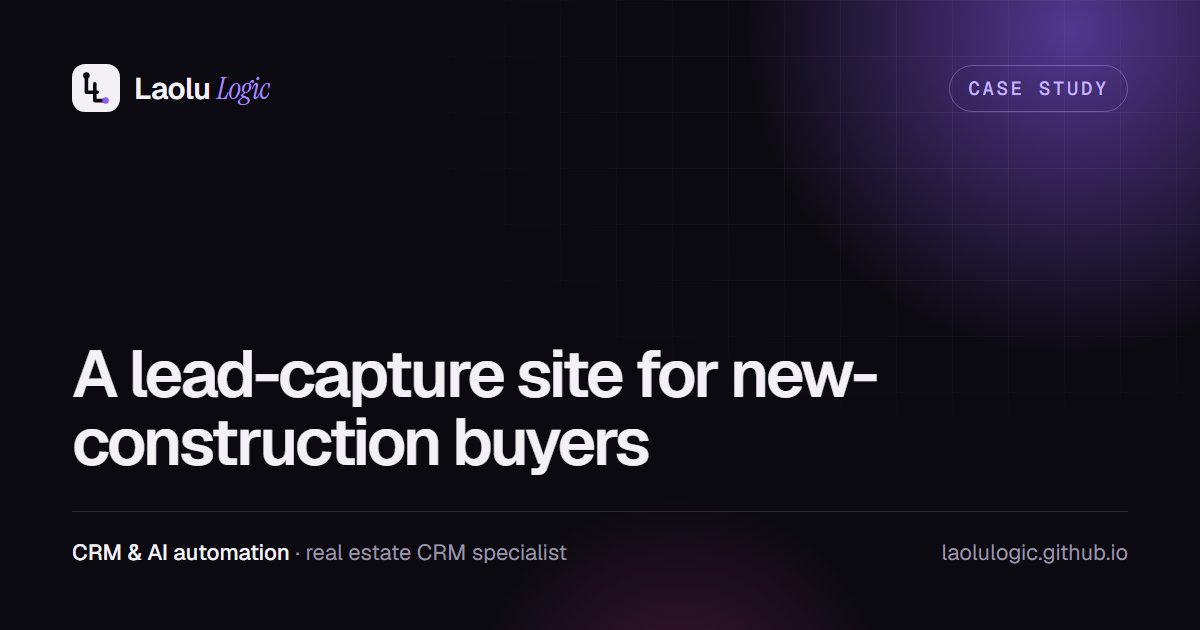 Laolu Logic
CASE STUDY
A lead-capture site for new-
construction buyers
CRM & AI automation · real estate CRM specialist
laolulogic.github.io